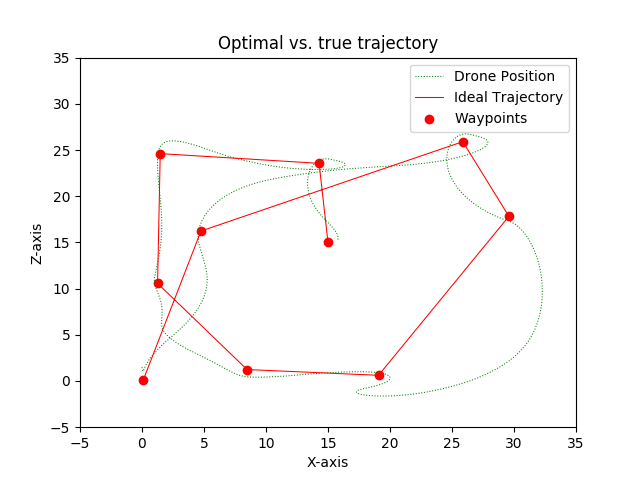 Optimal vs. true trajectory
Drone Position
Ideal Trajectory
Waypoints
35
30
25
20
15
10
5
0
−5
Z-axis
−5 0 5 10 15 20 25 30 35
X-axis